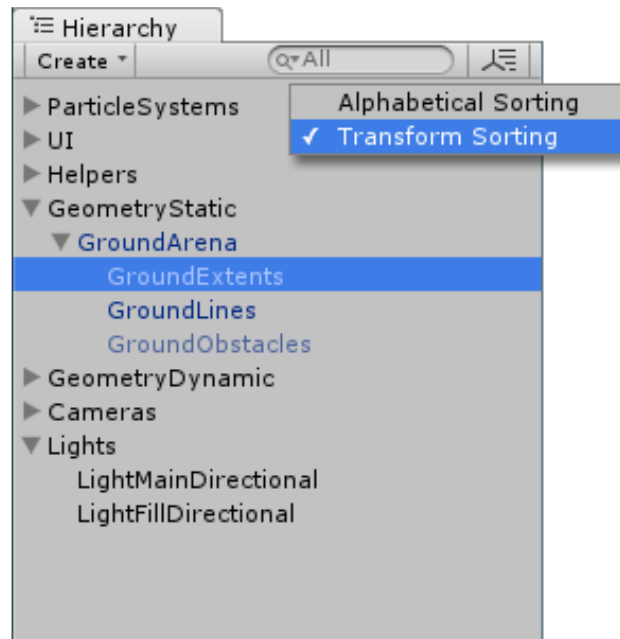 Hierarchy
Create
All
Alphabetical Sorting
ParticleSystems
✓ Transform Sorting
UI
Helpers
GeometryStatic
GroundArena
GroundExtents
GroundLines
GroundObstacles
GeometryDynamic
Cameras
Lights
LightMainDirectional
LightFillDirectional